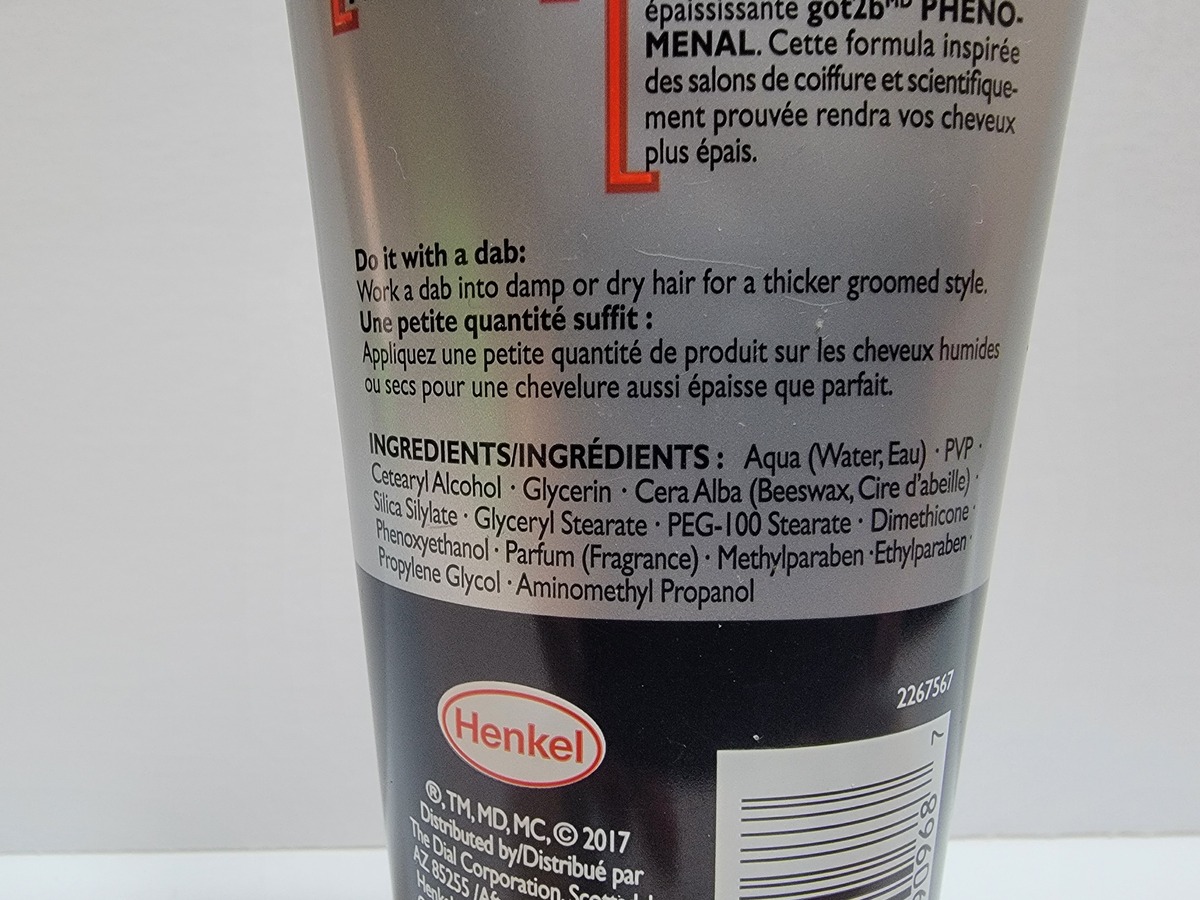 épaississante got2bᴹᴰ PHENO-
MENAL. Cette formula inspirée
des salons de coiffure et scientifique-
ment prouvée rendra vos cheveux
plus épais.
Do it with a dab:
Work a dab into damp or dry hair for a thicker groomed style.
Une petite quantité suffit :
Appliquez une petite quantité de produit sur les cheveux humides
ou secs pour une chevelure aussi épaisse que parfait.
INGREDIENTS/INGRÉDIENTS : Aqua (Water, Eau) · PVP ·
Cetearyl Alcohol · Glycerin · Cera Alba (Beeswax, Cire d'abeille) ·
Silica Silylate · Glyceryl Stearate · PEG-100 Stearate · Dimethicone ·
Phenoxyethanol · Parfum (Fragrance) · Methylparaben · Ethylparaben ·
Propylene Glycol · Aminomethyl Propanol
2267567
Henkel
®, TM, MD, MC, © 2017
Distributed by/Distribué par
The Dial Corporation,
AZ 85255
Henkel
7 89606